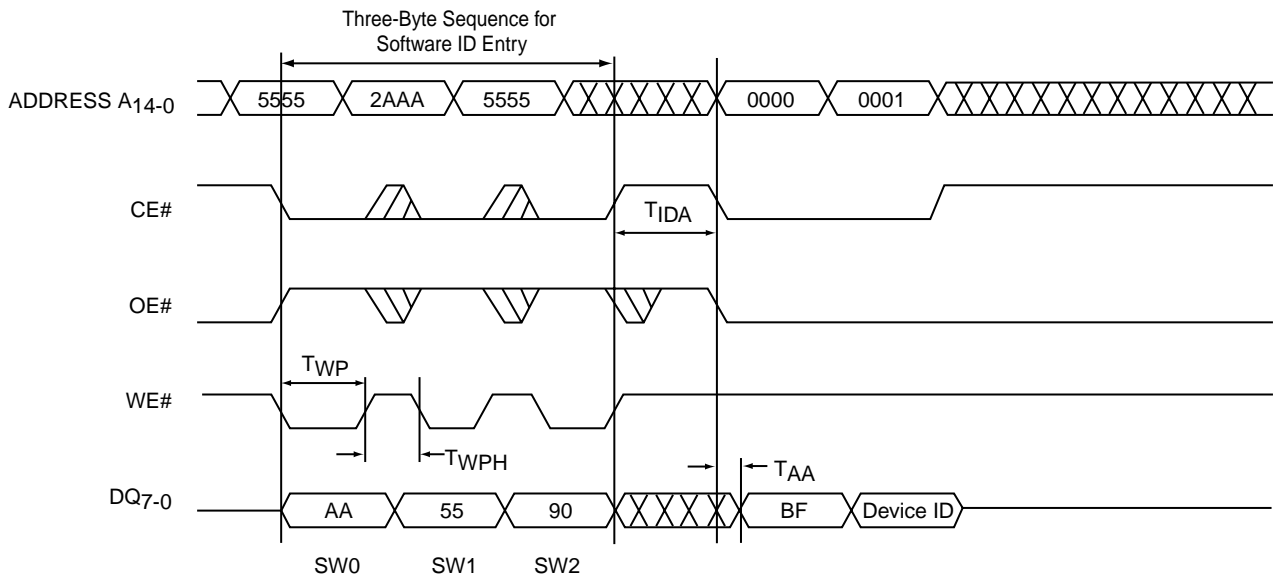 Three-Byte Sequence for
Software ID Entry
ADDRESS A14-0
5555 2AAA 5555 0000 0001
CE#
TIDA
OE#
TWP
WE#
TWPH
TAA
DQ7-0
AA 55 90 BF Device ID
SW0 SW1 SW2